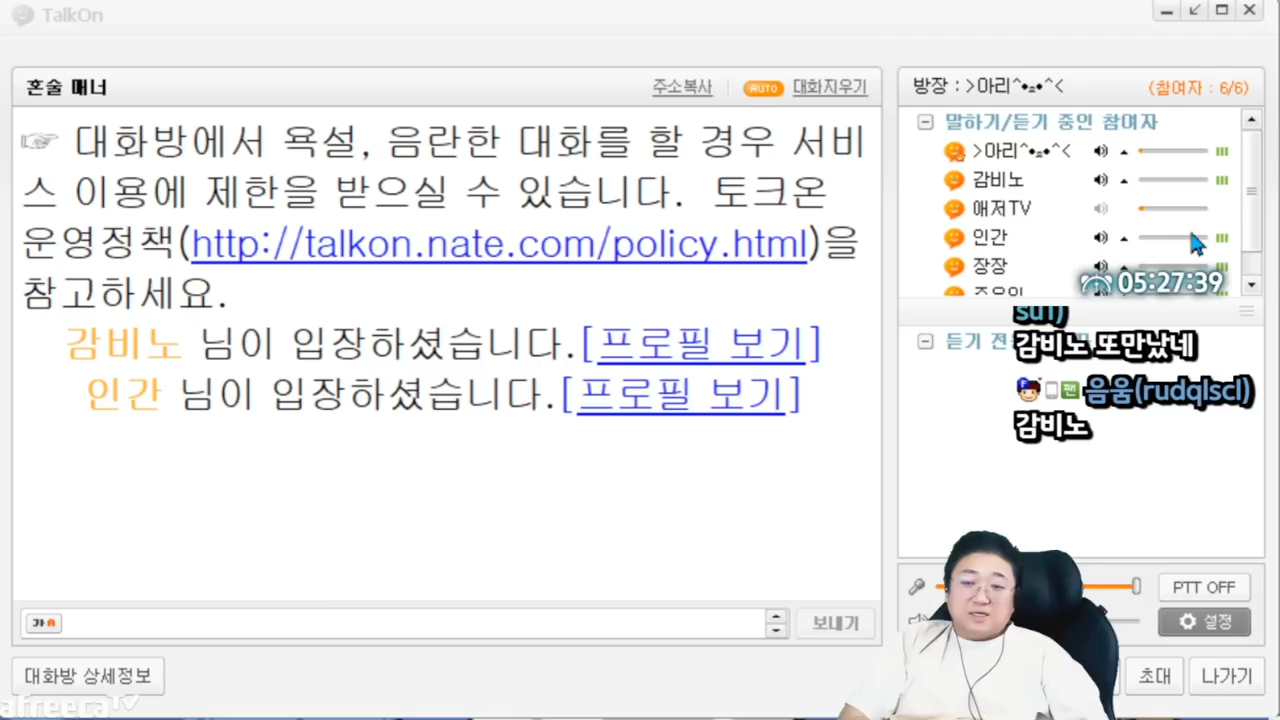 TalkOn
혼술 매너
주소복사
AUTO 대화지우기
☞ 대화방에서 욕설, 음란한 대화를 할 경우 서비
스 이용에 제한을 받으실 수 있습니다. 토크온
운영정책(http://talkon.nate.com/policy.html)을
참고하세요.
감비노 님이 입장하셨습니다.[프로필 보기]
인간 님이 입장하셨습니다.[프로필 보기]
가
보내기
대화방 상세정보
afreecaTV
방장 : >아리^•ﻌ•^<
(참여자 : 6/6)
말하기/듣기 중인 참여자
>아리^•ﻌ•^<
감비노
애저TV
인간
장장
05:27:39
듣기 전
감비노 또만났네
팬 음움(rudqlscl)
감비노
PTT OFF
설정
초대
나가기